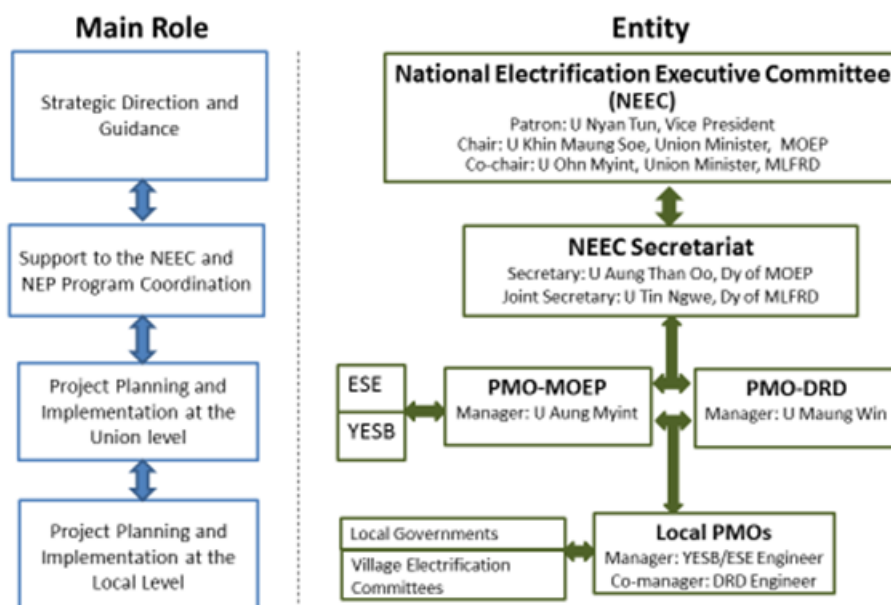 Main Role
Strategic Direction and
Guidance
Support to the NEEC and
NEP Program Coordination
Project Planning and
Implementation at the
Union level
Project Planning and
Implementation at the
Local Level
Entity
National Electrification Executive Committee
(NEEC)
Patron: U Nyan Tun, Vice President
Chair: U Khin Maung Soe, Union Minister, MOEP
Co-chair: U Ohn Myint, Union Minister, MLFRD
NEEC Secretariat
Secretary: U Aung Than Oo, Dy of MOEP
Joint Secretary: U Tin Ngwe, Dy of MLFRD
ESE
YESB
PMO-MOEP
Manager: U Aung Myint
PMO-DRD
Manager: U Maung Win
Local Governments
Village Electrification
Committees
Local PMOs
Manager: YESB/ESE Engineer
Co-manager: DRD Engineer